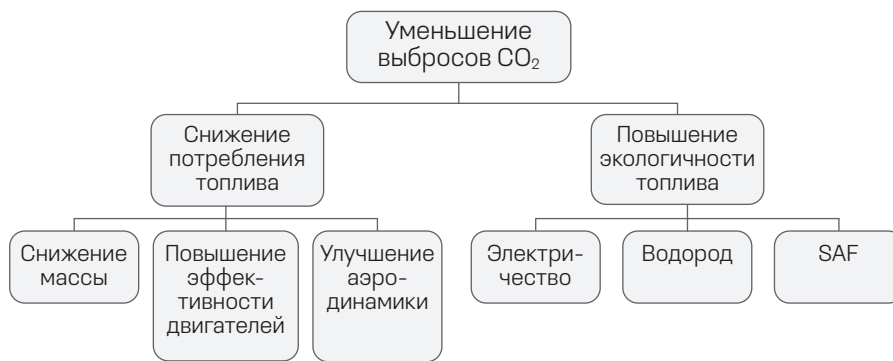 Уменьшение
выбросов CO₂
Снижение
потребления
топлива
Повышение
экологичности
топлива
Снижение
массы
Повышение
эффек-
тивности
двигателей
Улучшение
аэро-
динамики
Электри-
чество
Водород
SAF